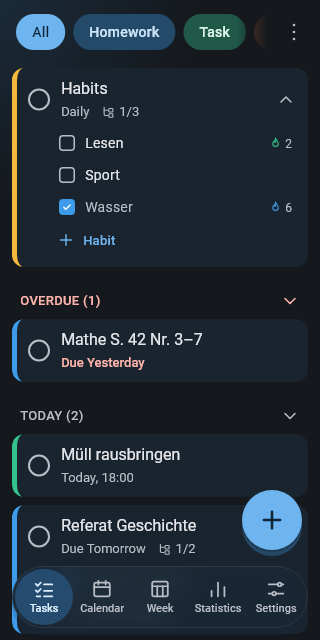 All Homework Task
Habits
Daily 1/3
Lesen 2
Sport
Wasser 6
Habit
OVERDUE (1)
Mathe S. 42 Nr. 3–7
Due Yesterday
TODAY (2)
Müll rausbringen
Today, 18:00
Referat Geschichte
Due Tomorrow 1/2
Tasks Calendar Week Statistics Settings